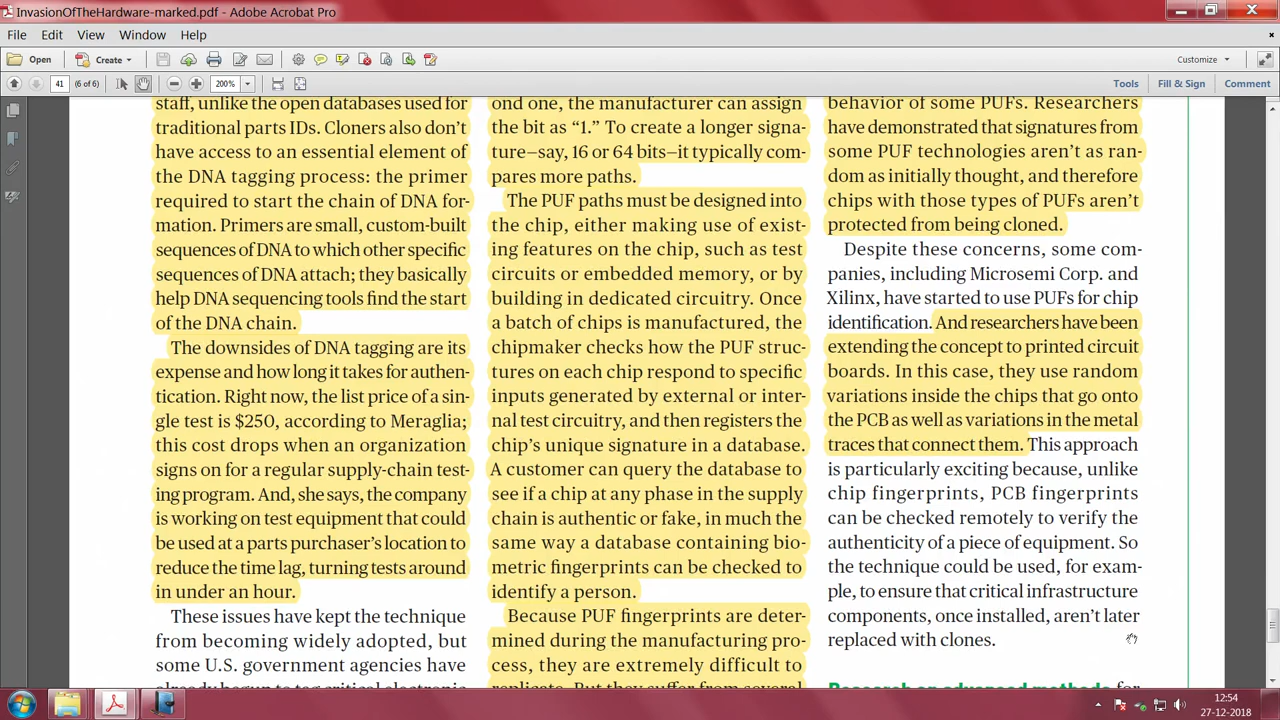 InvasionOfTheHardware-marked.pdf - Adobe Acrobat Pro
File Edit View Window Help
Open Create Customize
41 (6 of 6) 200% Tools Fill & Sign Comment
staff, unlike the open databases used for
traditional parts IDs. Cloners also don't
have access to an essential element of
the DNA tagging process: the primer
required to start the chain of DNA for-
mation. Primers are small, custom-built
sequences of DNA to which other specific
sequences of DNA attach; they basically
help DNA sequencing tools find the start
of the DNA chain.
The downsides of DNA tagging are its
expense and how long it takes for authen-
tication. Right now, the list price of a sin-
gle test is $250, according to Meraglia;
this cost drops when an organization
signs on for a regular supply-chain test-
ing program. And, she says, the company
is working on test equipment that could
be used at a parts purchaser's location to
reduce the time lag, turning tests around
in under an hour.
These issues have kept the technique
from becoming widely adopted, but
some U.S. government agencies have
already begun to tag critical electronic
ond one, the manufacturer can assign
the bit as “1.” To create a longer signa-
ture—say, 16 or 64 bits—it typically com-
pares more paths.
The PUF paths must be designed into
the chip, either making use of exist-
ing features on the chip, such as test
circuits or embedded memory, or by
building in dedicated circuitry. Once
a batch of chips is manufactured, the
chipmaker checks how the PUF struc-
tures on each chip respond to specific
inputs generated by external or inter-
nal test circuitry, and then registers the
chip's unique signature in a database.
A customer can query the database to
see if a chip at any phase in the supply
chain is authentic or fake, in much the
same way a database containing bio-
metric fingerprints can be checked to
identify a person.
Because PUF fingerprints are deter-
mined during the manufacturing pro-
cess, they are extremely difficult to
replicate. But they suffer from several
behavior of some PUFs. Researchers
have demonstrated that signatures from
some PUF technologies aren't as ran-
dom as initially thought, and therefore
chips with those types of PUFs aren't
protected from being cloned.
Despite these concerns, some com-
panies, including Microsemi Corp. and
Xilinx, have started to use PUFs for chip
identification. And researchers have been
extending the concept to printed circuit
boards. In this case, they use random
variations inside the chips that go onto
the PCB as well as variations in the metal
traces that connect them. This approach
is particularly exciting because, unlike
chip fingerprints, PCB fingerprints
can be checked remotely to verify the
authenticity of a piece of equipment. So
the technique could be used, for exam-
ple, to ensure that critical infrastructure
components, once installed, aren't later
replaced with clones.
Research on advanced methods for
12:54
27-12-2018